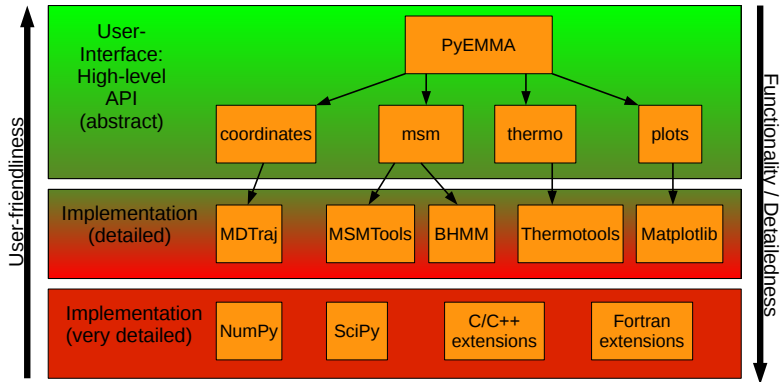 User-
Interface:
High-level
API
(abstract)
PyEMMA
coordinates
msm
thermo
plots
Implementation
(detailed)
MDTraj
MSMTools
BHMM
Thermotools
Matplotlib
Implementation
(very detailed)
NumPy
SciPy
C/C++
extensions
Fortran
extensions
User-friendliness
Functionality / Detailedness